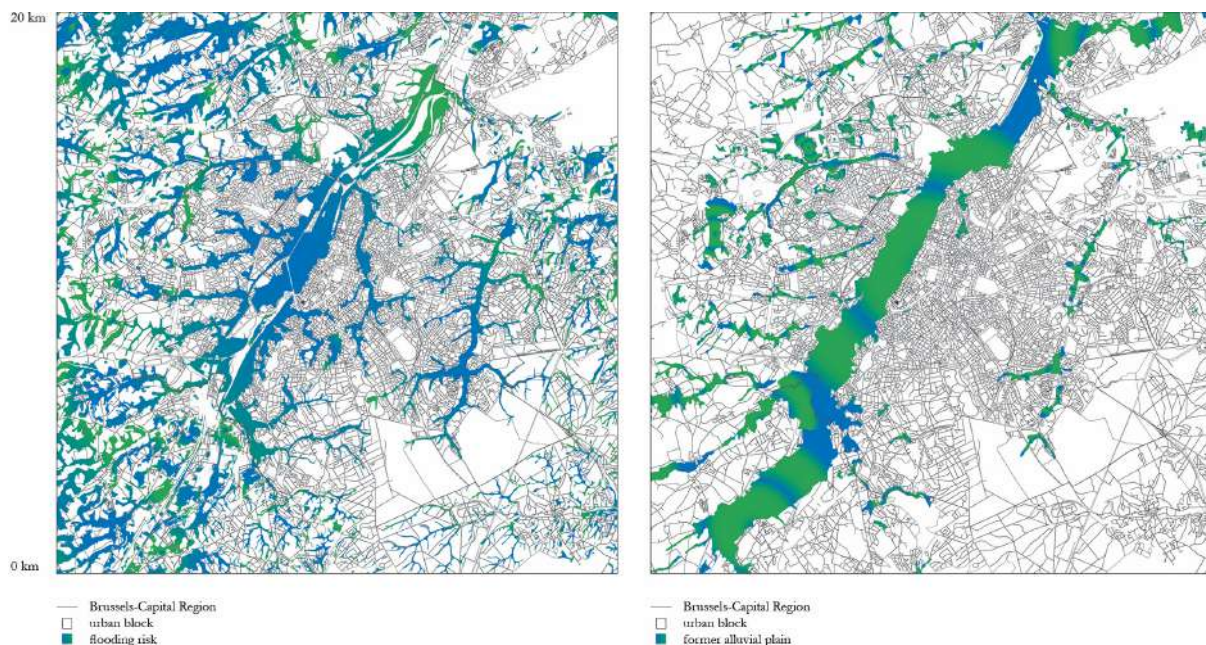 20 km
0 km
Brussels-Capital Region
urban block
flooding risk
Brussels-Capital Region
urban block
former alluvial plain